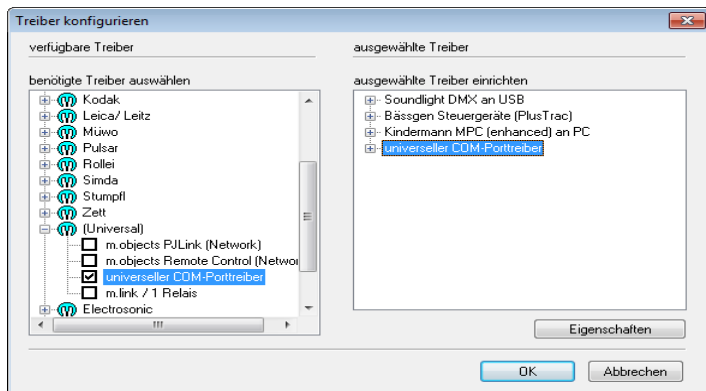 Treiber konfigurieren
verfügbare Treiber
benötigte Treiber auswählen
Kodak
Leica/ Leitz
Müwo
Pulsar
Rollei
Simda
Stumpfl
Zett
(Universal)
m.objects PJLink (Network)
m.objects Remote Control (Networ
universeller COM-Porttreiber
m.link / 1 Relais
Electrosonic
ausgewählte Treiber
ausgewählte Treiber einrichten
Soundlight DMX an USB
Bässgen Steuergeräte (PlusTrac)
Kindermann MPC (enhanced) an PC
universeller COM-Porttreiber
Eigenschaften
OK
Abbrechen